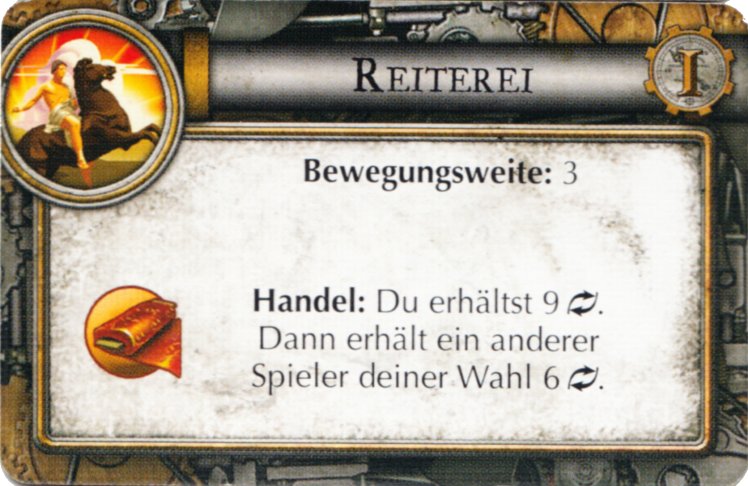 REITEREI
I
Bewegungsweite: 3
Handel: Du erhältst 9.
Dann erhält ein anderer
Spieler deiner Wahl 6.